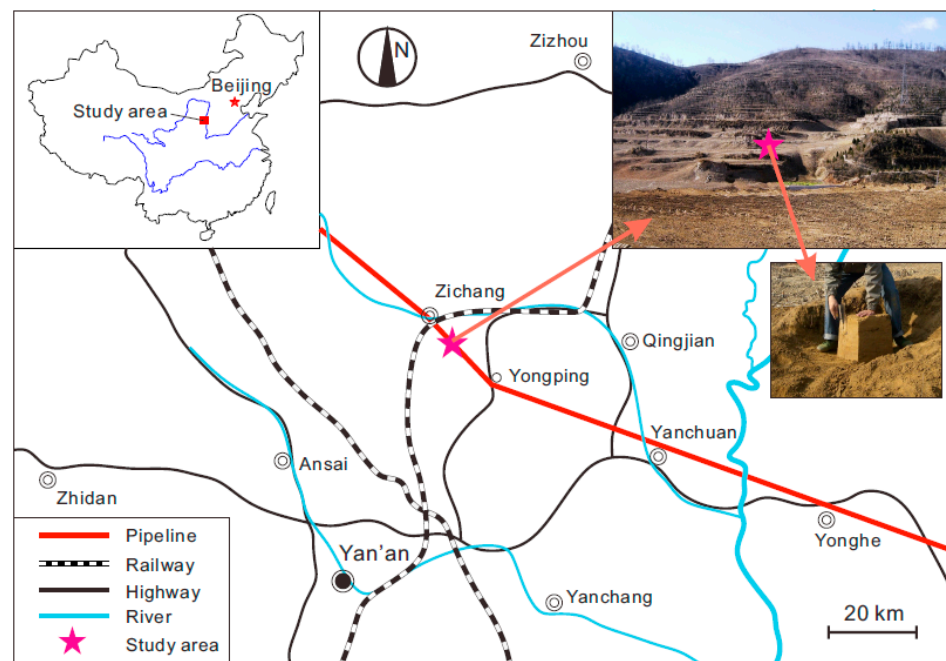 Beijing
Study area
N
Zizhou
Zichang
Qingjian
Yongping
Yanchuan
Ansai
Zhidan
Yonghe
Yan'an
Yanchang
Pipeline
Railway
Highway
River
Study area
20 km